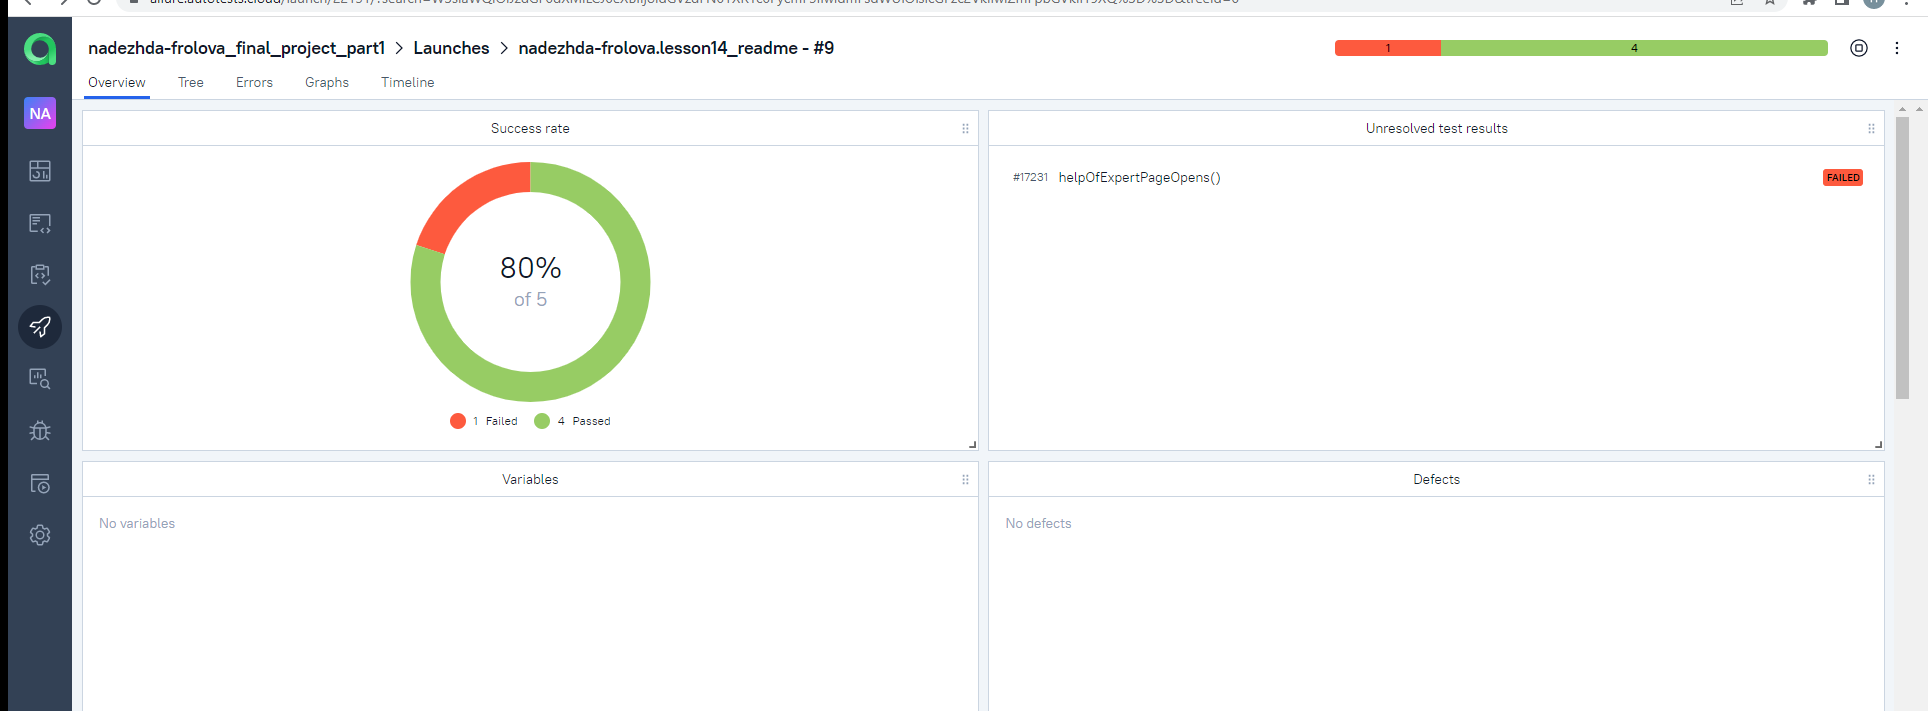 nadezhda-frolova_final_project_part1 > Launches > nadezhda-frolova.lesson14_readme - #9
1
4
Overview
Tree
Errors
Graphs
Timeline
NA
Success rate
80%
of 5
1 Failed
4 Passed
Unresolved test results
#17231 helpOfExpertPageOpens()
FAILED
Variables
No variables
Defects
No defects